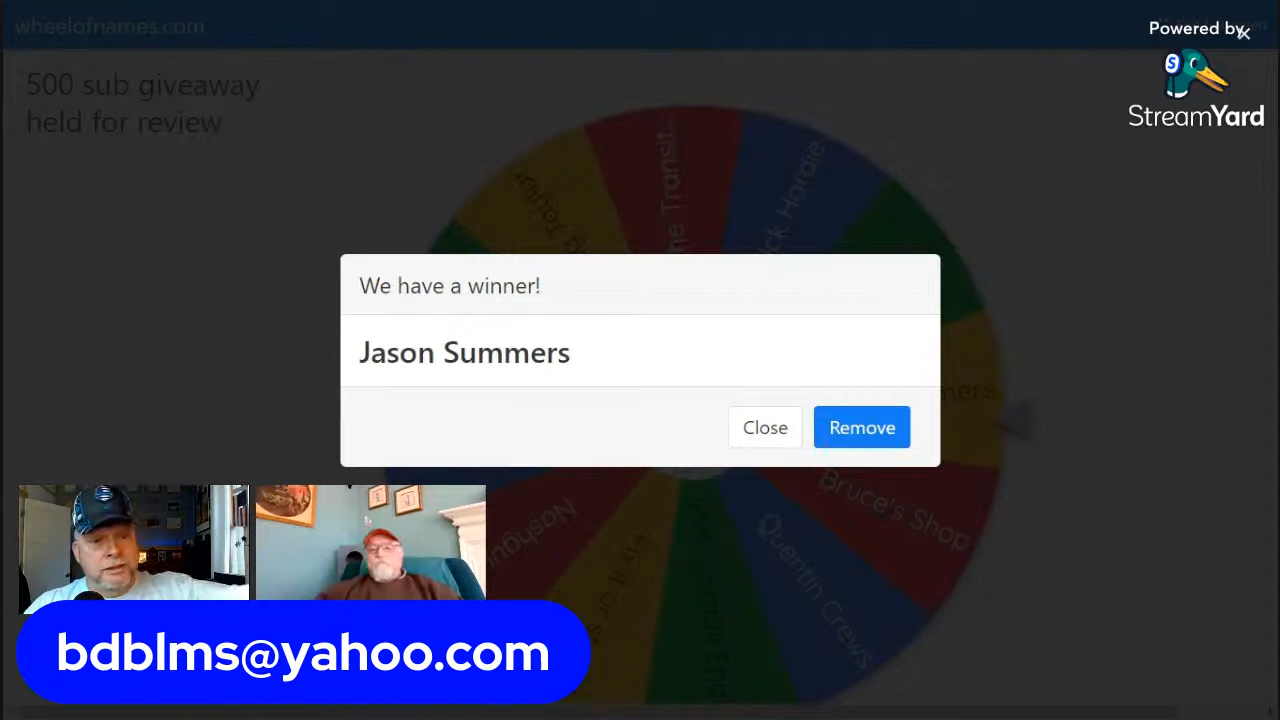 wheelofnames.com
Powered by
StreamYard
500 sub giveaway
held for review
We have a winner!
Jason Summers
Close
Remove
Bruce's Shop
Quentin Crews
bdblms@yahoo.com